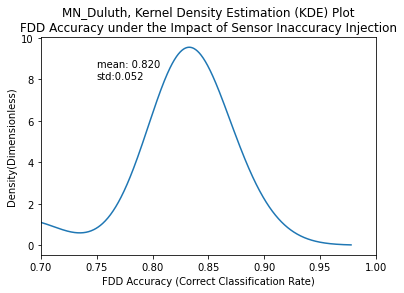 MN_Duluth, Kernel Density Estimation (KDE) Plot
FDD Accuracy under the Impact of Sensor Inaccuracy Injection
mean: 0.820
std:0.052
Density(Dimensionless)
10
8
6
4
2
0
0.70 0.75 0.80 0.85 0.90 0.95 1.00
FDD Accuracy (Correct Classification Rate)